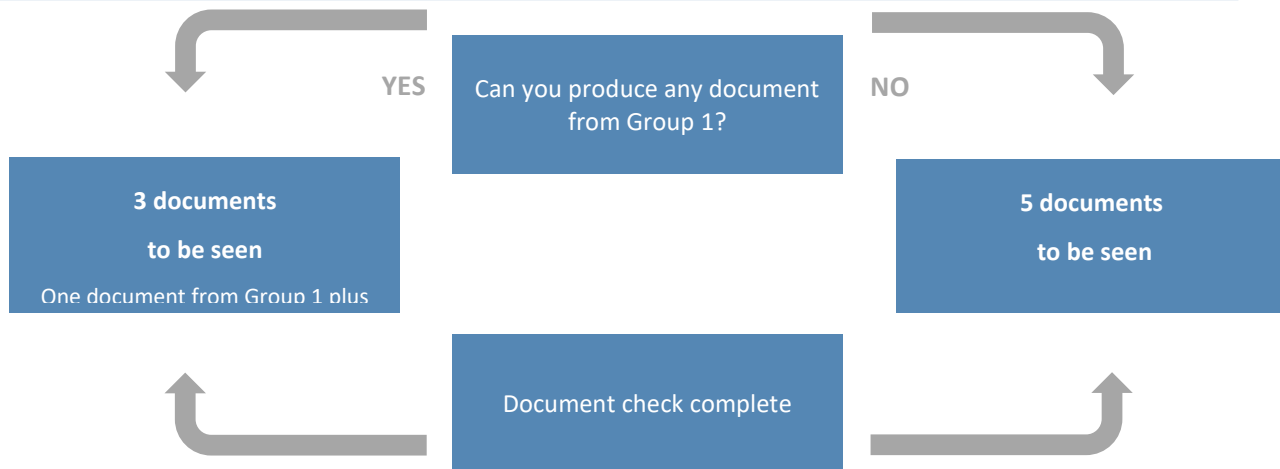 YES
Can you produce any document
from Group 1?
NO
3 documents
to be seen
One document from Group 1 plus
5 documents
to be seen
Document check complete